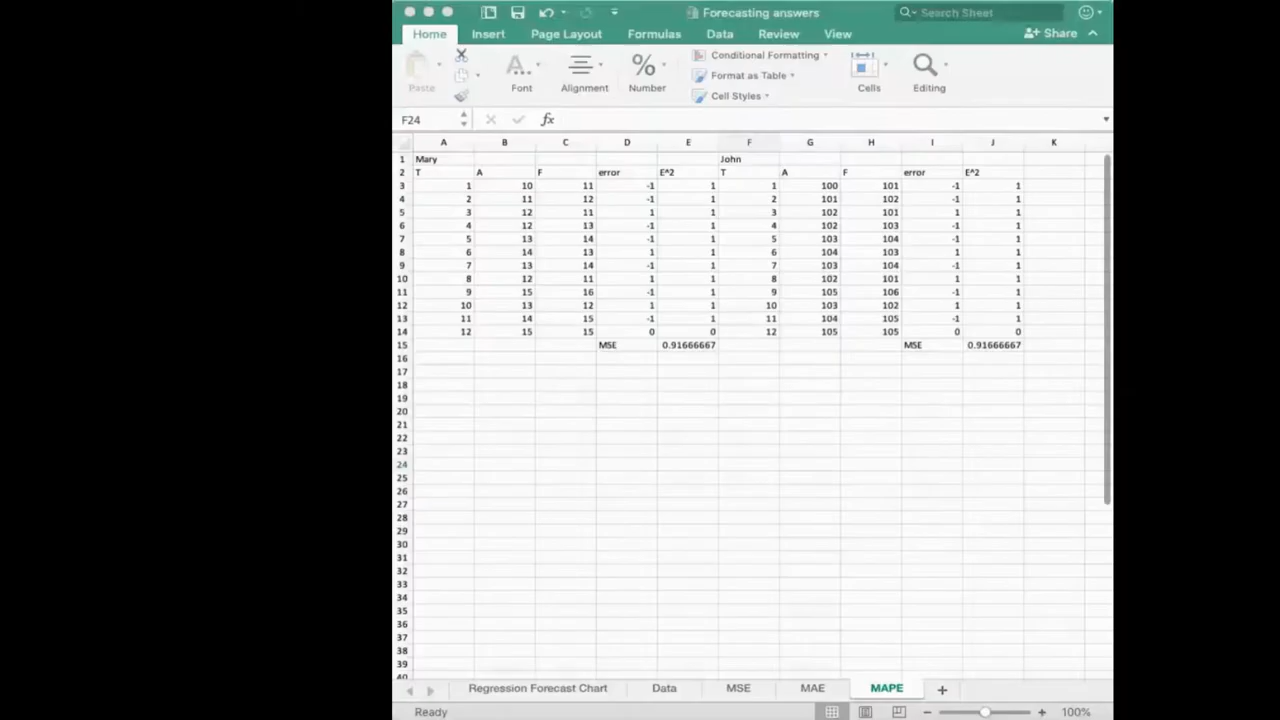 Forecasting answers
Search Sheet
Home Insert Page Layout Formulas Data Review View Share
Paste Font Alignment Number Conditional Formatting Format as Table Cell Styles Cells Editing
F24 fx
A B C D E F G H I J K
1 Mary John
2 T A F error E^2 T A F error E^2
3 1 10 11 -1 1 1 100 101 -1 1
4 2 11 12 -1 1 2 101 102 -1 1
5 3 12 11 1 1 3 102 101 1 1
6 4 12 13 -1 1 4 102 103 -1 1
7 5 13 14 -1 1 5 103 104 -1 1
8 6 14 13 1 1 6 104 103 1 1
9 7 13 14 -1 1 7 103 104 -1 1
10 8 12 11 1 1 8 102 101 1 1
11 9 15 16 -1 1 9 105 106 -1 1
12 10 13 12 1 1 10 103 102 1 1
13 11 14 15 -1 1 11 104 105 -1 1
14 12 15 15 0 0 12 105 105 0 0
15 MSE 0.91666667 MSE 0.91666667
16
17
18
19
20
21
22
23
24
25
26
27
28
29
30
31
32
33
34
35
36
37
38
39
40
Regression Forecast Chart Data MSE MAE MAPE +
Ready 100%